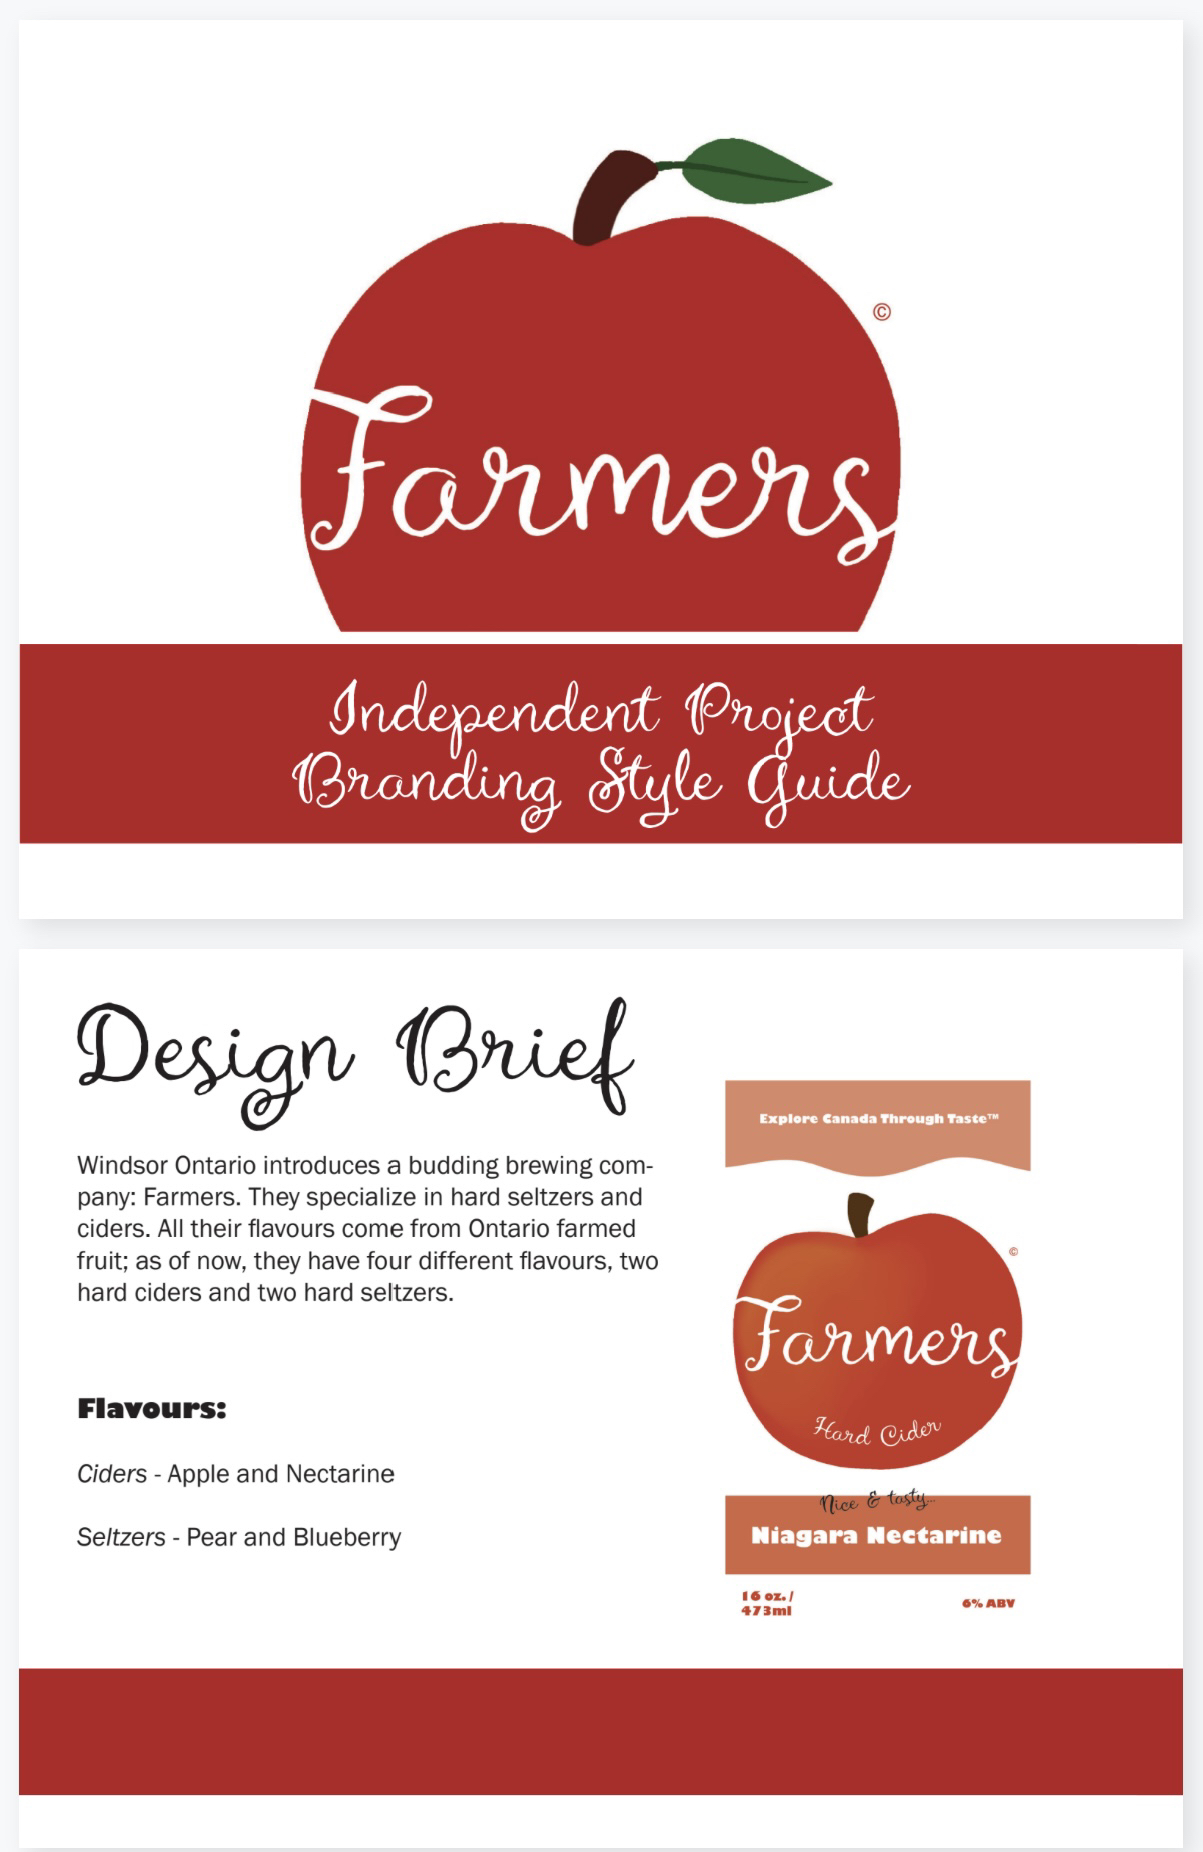 ©
Farmers
Independent Project
Branding Style Guide
Design Brief
Windsor Ontario introduces a budding brewing com-
pany: Farmers. They specialize in hard seltzers and
ciders. All their flavours come from Ontario farmed
fruit; as of now, they have four different flavours, two
hard ciders and two hard seltzers.
Flavours:
Ciders - Apple and Nectarine
Seltzers - Pear and Blueberry
Explore Canada Through Taste™
©
Farmers
Hard Cider
Nice & tasty...
Niagara Nectarine
16 oz. /
473ml
6% ABV